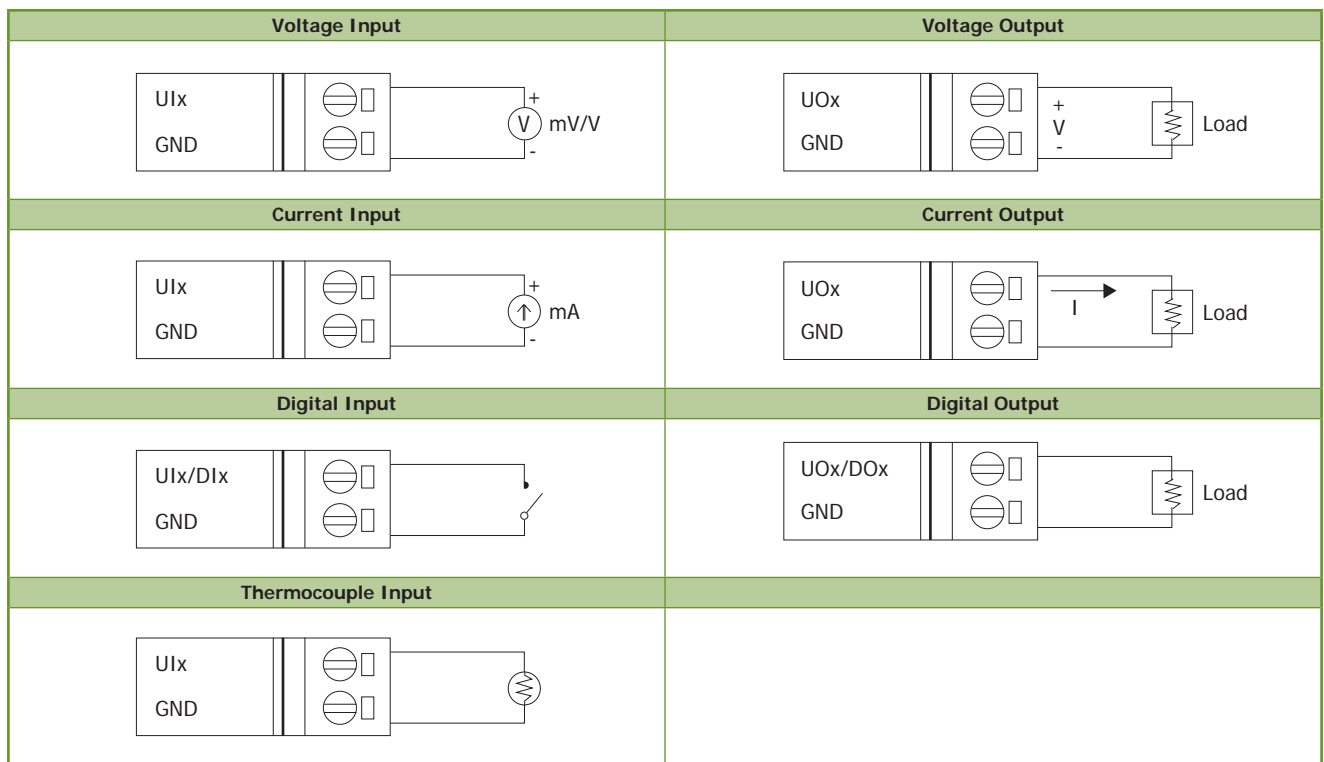 Voltage Input
Voltage Output
UIx
GND
+
V
mV/V
-
UOx
GND
+
V
-
Load
Current Input
Current Output
UIx
GND
+
mA
-
UOx
GND
I
Load
Digital Input
Digital Output
UIx/DIx
GND
UOx/DOx
GND
Load
Thermocouple Input
UIx
GND